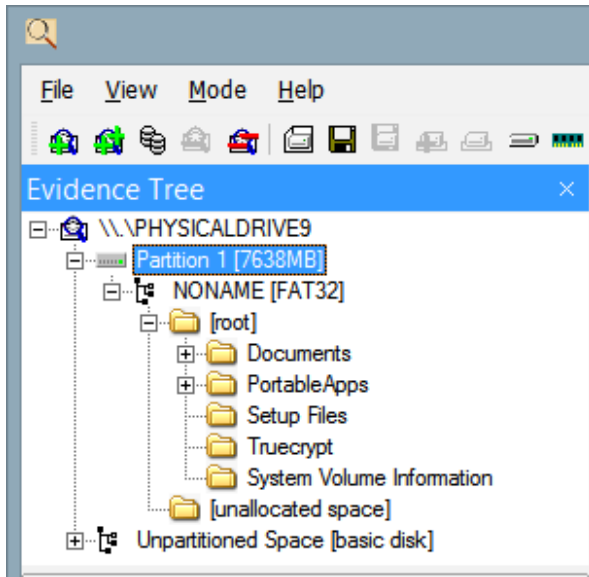 File View Mode Help
Evidence Tree
\\.\PHYSICALDRIVE9
Partition 1 [7638MB]
NONAME [FAT32]
[root]
Documents
PortableApps
Setup Files
Truecrypt
System Volume Information
[unallocated space]
Unpartitioned Space [basic disk]